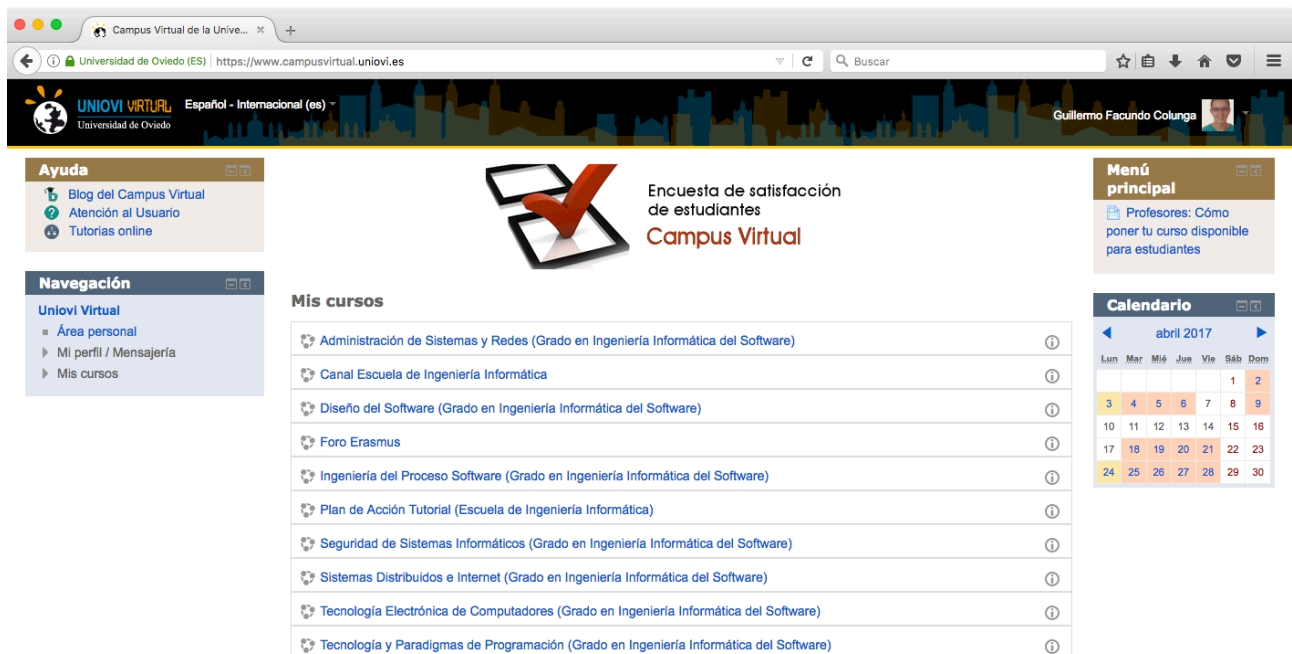 Campus Virtual de la Unive...
Universidad de Oviedo (ES)
https://www.campusvirtual.uniovi.es
Buscar
UNIOVI VIRTUAL
Universidad de Oviedo
Español - Internacional (es)
Guillermo Facundo Colunga
Ayuda
Blog del Campus Virtual
Atención al Usuario
Tutorias online
Navegación
Uniovi Virtual
Área personal
Mi perfil / Mensajería
Mis cursos
Encuesta de satisfacción
de estudiantes
Campus Virtual
Mis cursos
Administración de Sistemas y Redes (Grado en Ingeniería Informática del Software)
Canal Escuela de Ingeniería Informática
Diseño del Software (Grado en Ingeniería Informática del Software)
Foro Erasmus
Ingeniería del Proceso Software (Grado en Ingeniería Informática del Software)
Plan de Acción Tutorial (Escuela de Ingeniería Informática)
Seguridad de Sistemas Informáticos (Grado en Ingeniería Informática del Software)
Sistemas Distribuidos e Internet (Grado en Ingeniería Informática del Software)
Tecnología Electrónica de Computadores (Grado en Ingeniería Informática del Software)
Tecnología y Paradigmas de Programación (Grado en Ingeniería Informática del Software)
Menú
principal
Profesores: Cómo
poner tu curso disponible
para estudiantes
Calendario
abril 2017
Lun Mar Mié Jue Vie Sáb Dom
1 2
3 4 5 6 7 8 9
10 11 12 13 14 15 16
17 18 19 20 21 22 23
24 25 26 27 28 29 30